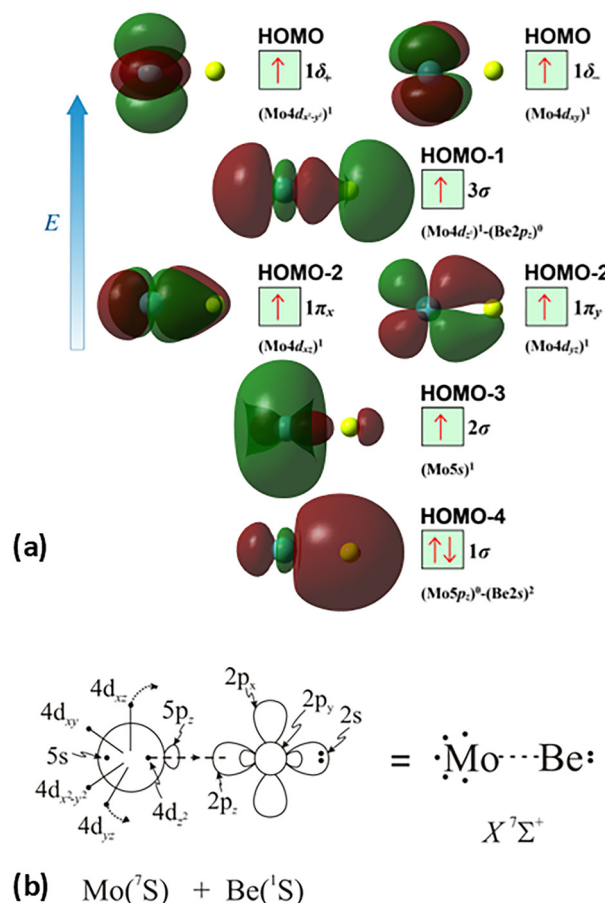 HOMO HOMO
↑ 1δ₊ ↑ 1δ₋
(Mo4dₓ²₋ᵧ²)¹ (Mo4dxy)¹
HOMO-1
↑ 3σ
(Mo4dz²)¹-(Be2pz)⁰
E
HOMO-2 HOMO-2
↑ 1πx ↑ 1πy
(Mo4dxz)¹ (Mo4dyz)¹
HOMO-3
↑ 2σ
(Mo5s)¹
HOMO-4
↑↓ 1σ
(Mo5pz)⁰-(Be2s)²
(a)
4dxz 2px
4dxy 5pz 2py 2s
5s = ·Mo····Be:
4dx²-y² 4dz² 2pz
4dyz X ⁷Σ⁺
(b) Mo(⁷S) + Be(¹S)